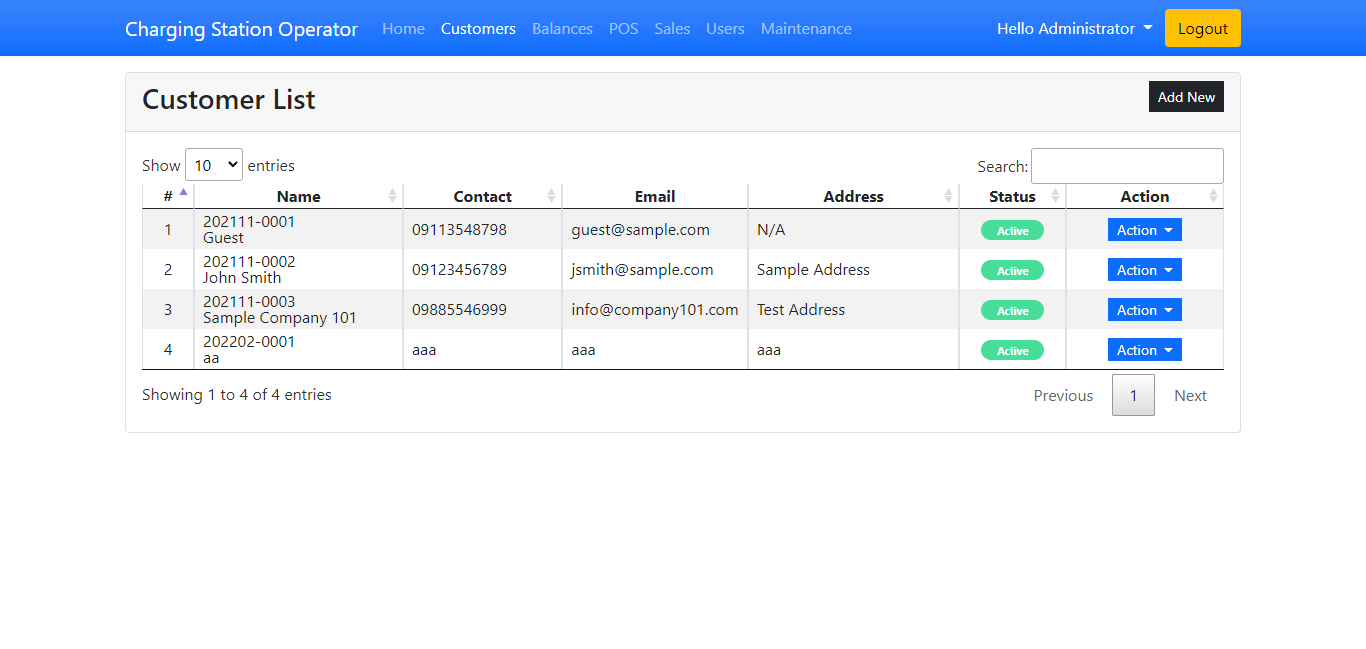 Charging Station Operator Home Customers Balances POS Sales Users Maintenance Hello Administrator Logout
Customer List Add New
Show 10 entries Search:
# Name Contact Email Address Status Action
1 202111-0001 Guest 09113548798 guest@sample.com N/A Active Action
2 202111-0002 John Smith 09123456789 jsmith@sample.com Sample Address Active Action
3 202111-0003 Sample Company 101 09885546999 info@company101.com Test Address Active Action
4 202202-0001 aa aaa aaa aaa Active Action
Showing 1 to 4 of 4 entries Previous 1 Next